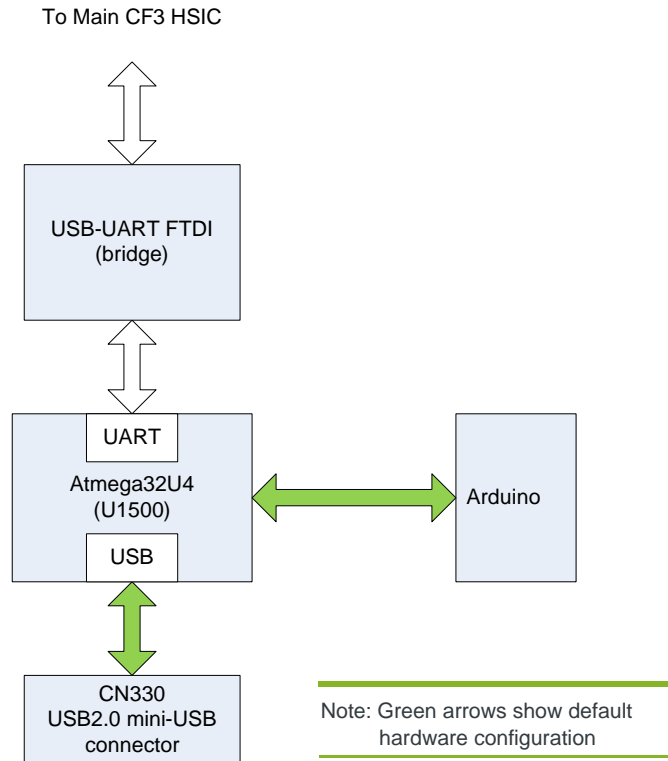 To Main CF3 HSIC
USB-UART FTDI
(bridge)
UART
Atmega32U4
(U1500)
USB
Arduino
CN330
USB2.0 mini-USB
connector
Note: Green arrows show default
hardware configuration